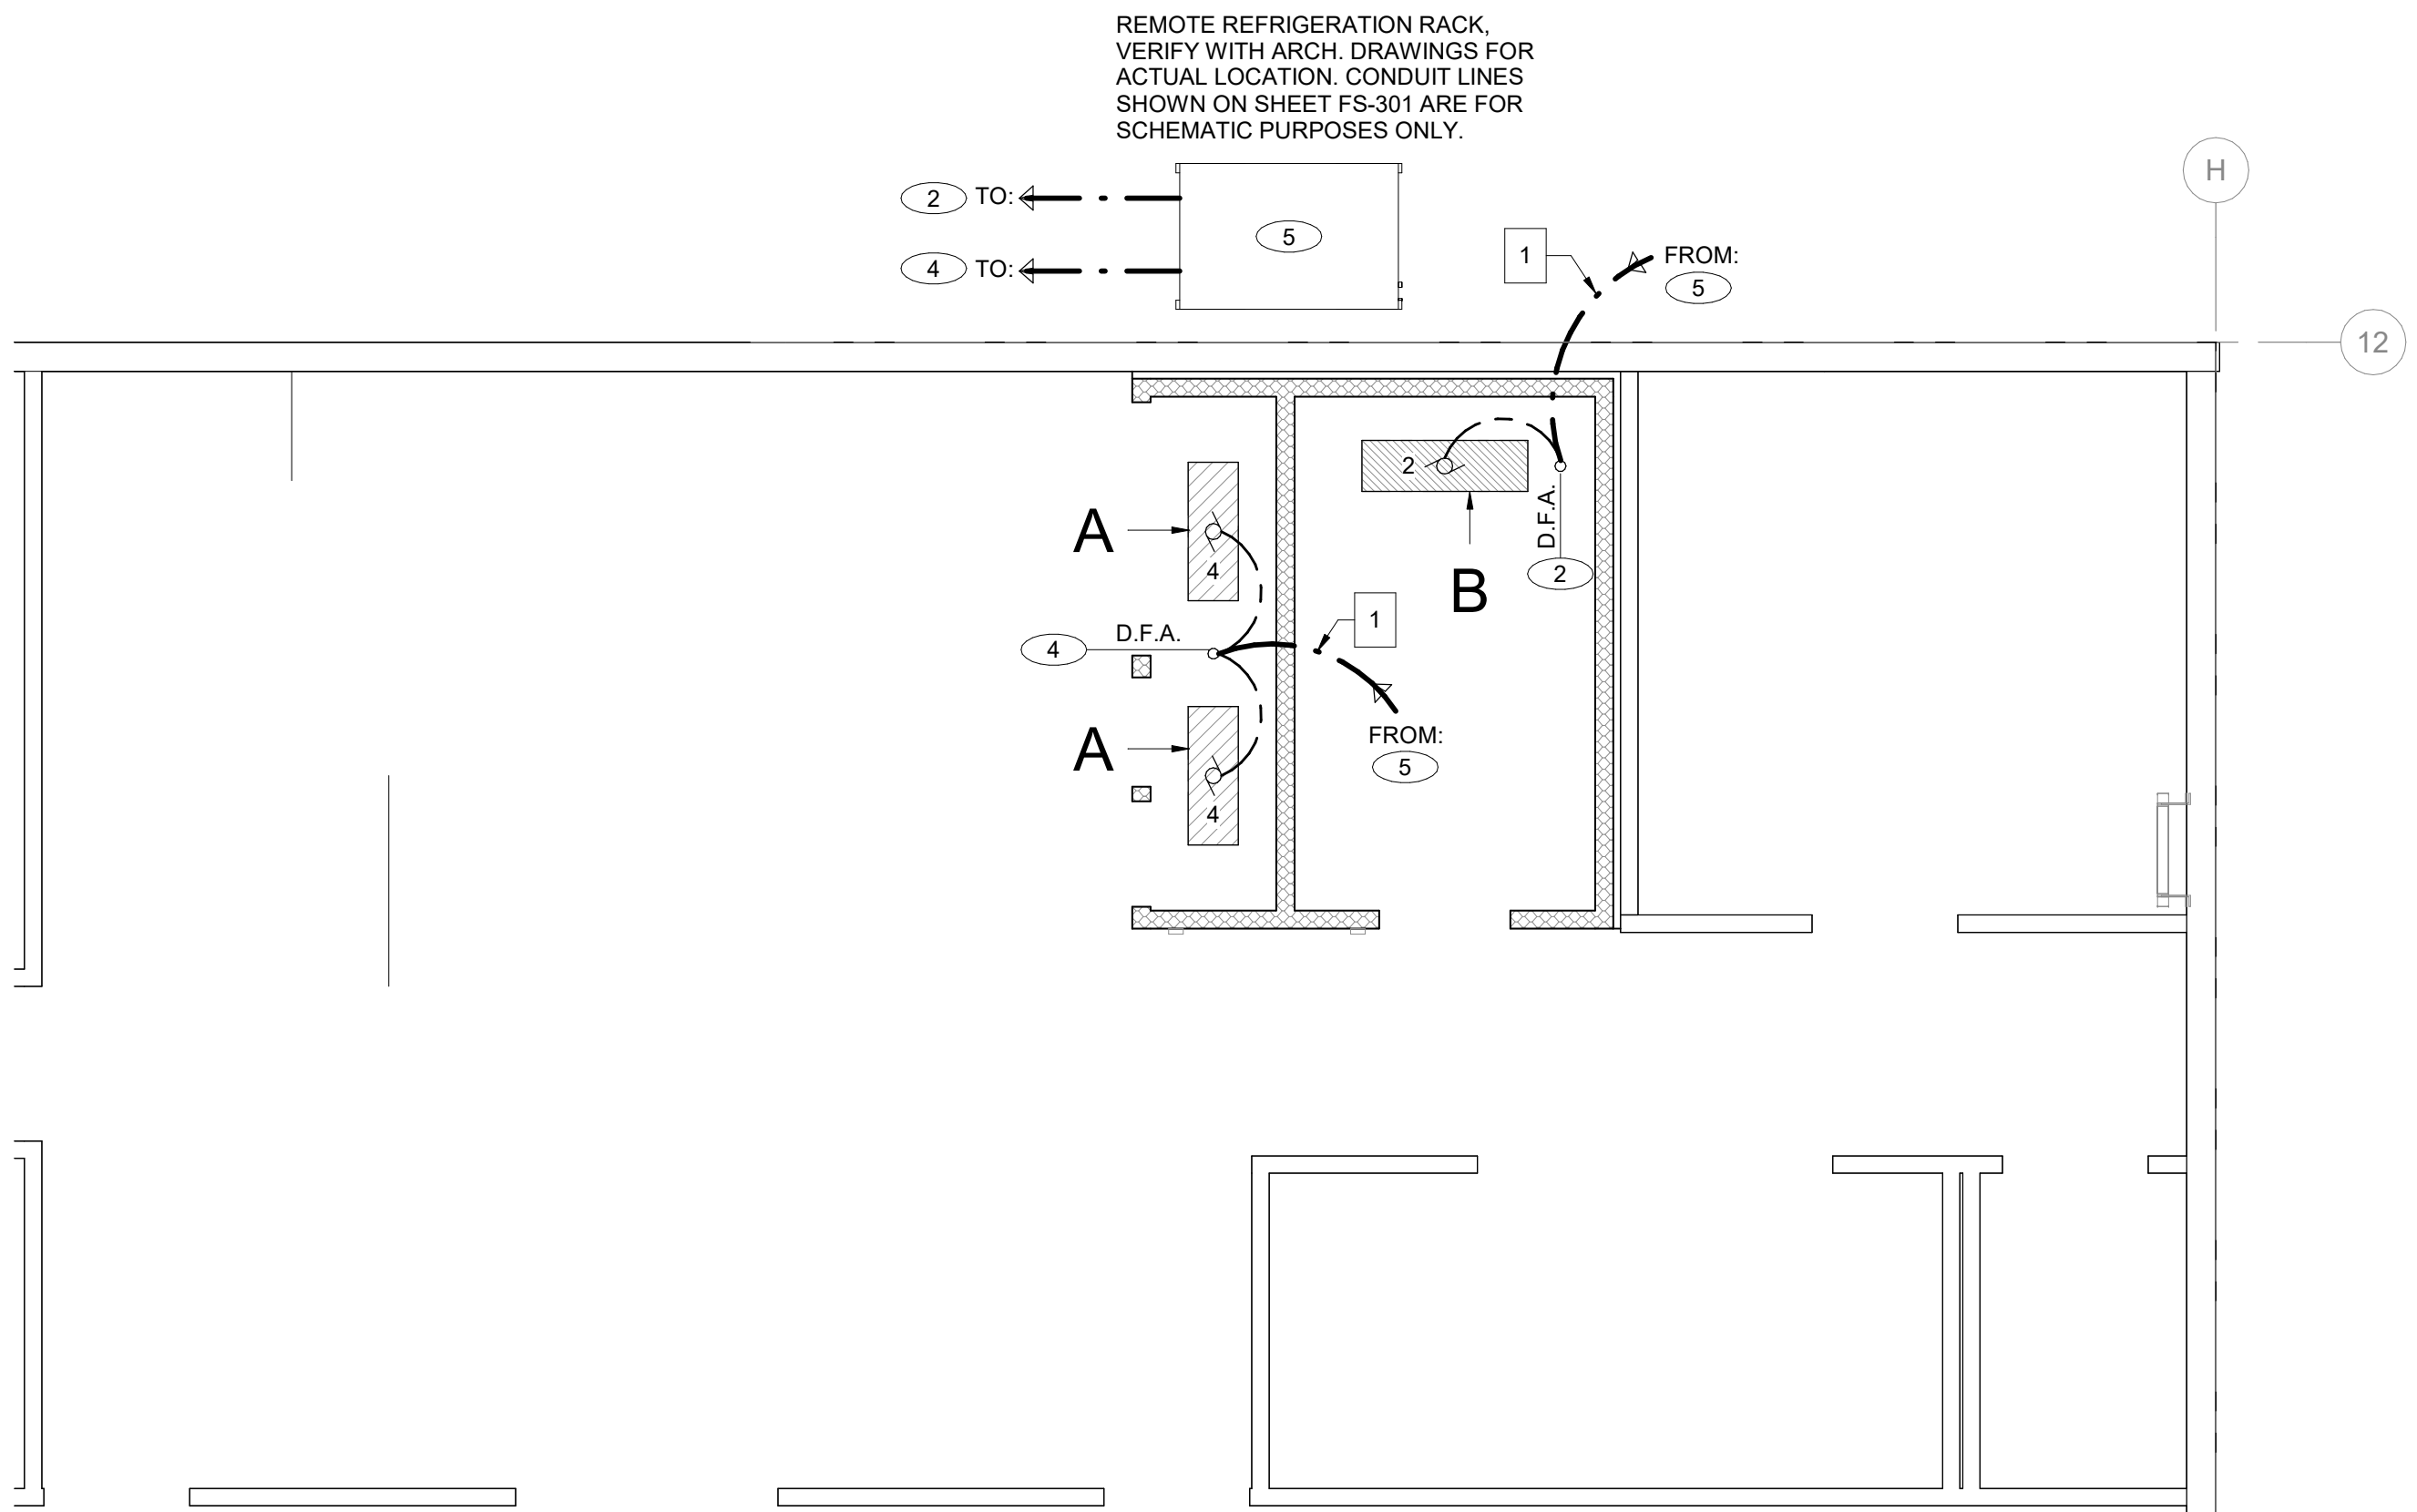 REMOTE REFRIGERATION RACK,
VERIFY WITH ARCH. DRAWINGS FOR
ACTUAL LOCATION. CONDUIT LINES
SHOWN ON SHEET FS-301 ARE FOR
SCHEMATIC PURPOSES ONLY.
H
2 TO:
5
1
FROM:
5
4 TO:
12
2
A
4
D.F.A.
2
B
1
D.F.A.
4
A
FROM:
5
4